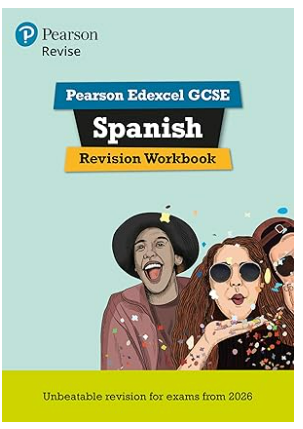 Pearson
Revise
Pearson Edexcel GCSE
Spanish
Revision Workbook
Unbeatable revision for exams from 2026